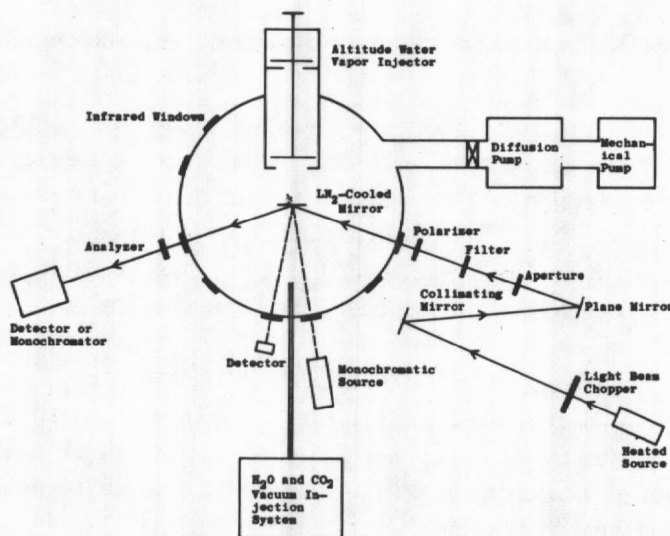 Altitude Water
Vapor Injector
Infrared Windows
Diffusion
Pump
Mechan-
ical
Pump
LN2-Cooled
Mirror
Polarizer
Filter
Aperture
Analyzer
Collimating
Mirror
Plane Mirror
Detector or
Monochromator
Detector
Monochromatic
Source
Light Beam
Chopper
Heated
Source
H2O and CO2
Vacuum In-
jection
System